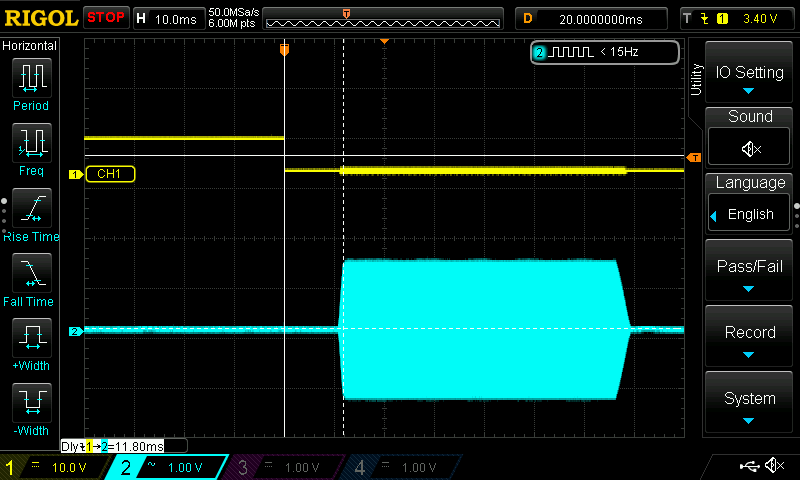 RIGOL STOP H 10.0ms 50.0MSa/s 6.00M pts T D 20.0000000ms T 1 3.40 V
Horizontal
Period
Freq
Rise Time
Fall Time
+Width
-Width
2 < 15Hz
T
1 CH1
2
Dly 1→2=11.80ms
Utility
IO Setting
Sound
Language
English
Pass/Fail
Record
System
1 = 10.0 V 2 ~ 1.00 V 3 = 1.00 V 4 = 1.00 V